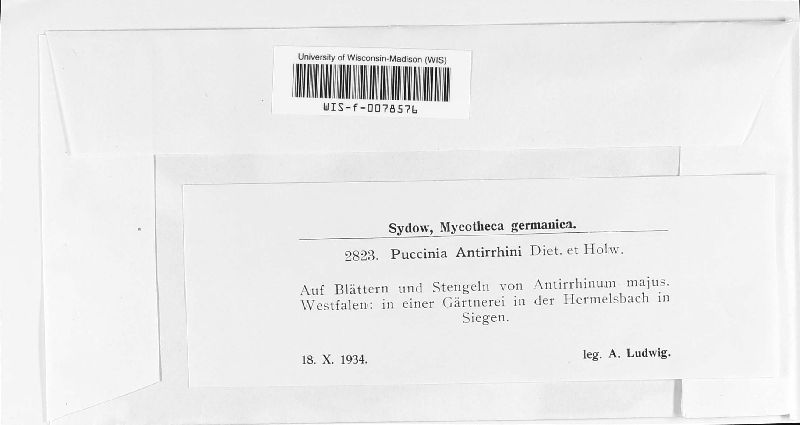 University of Wisconsin-Madison (WIS)
WIS-f-0078576
Sydow, Mycotheca germanica.
2823. Puccinia Antirrhini Diet. et Holw.
Auf Blättern und Stengeln von Antirrhinum majus.
Westfalen: in einer Gärtnerei in der Hermelsbach in
Siegen.
18. X. 1934.
leg. A. Ludwig.